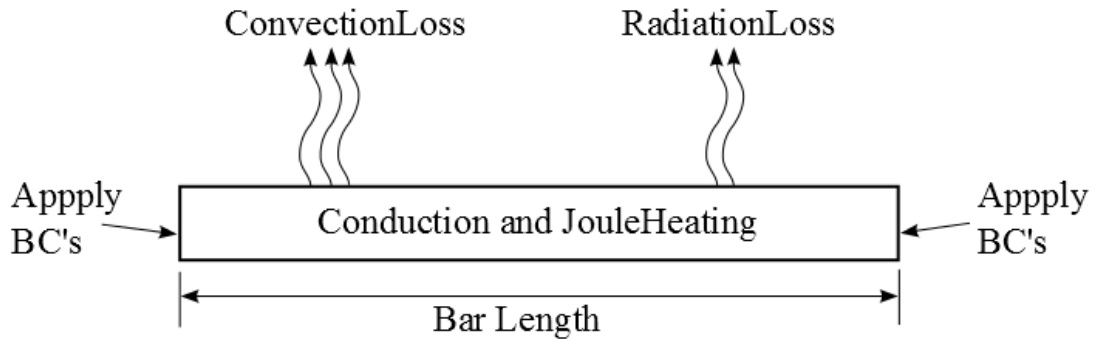 ConvectionLoss
RadiationLoss
Appply
BC's
Conduction and JouleHeating
Appply
BC's
Bar Length